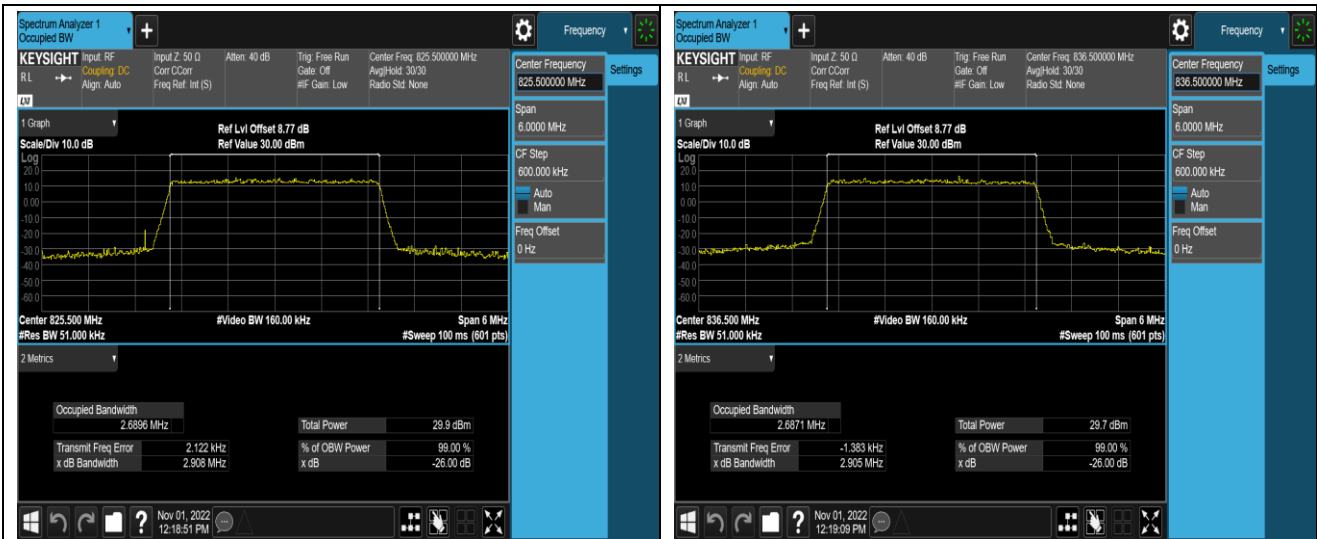 Spectrum Analyzer 1
Occupied BW
+
Frequency
KEYSIGHT Input: RF Input Z: 50 Ω Atten: 40 dB Trig: Free Run Center Freq: 825.500000 MHz
Coupling: DC Corr CCorr Gate: Off Avg|Hold: 30/30
R L Align: Auto Freq Ref: Int (S) #IF Gain: Low Radio Std: None
LXI
Center Frequency
825.500000 MHz
Settings
Span
6.0000 MHz
CF Step
600.000 kHz
Auto
Man
Freq Offset
0 Hz
1 Graph
Ref Lvl Offset 8.77 dB
Scale/Div 10.0 dB Ref Value 30.00 dBm
Log
20.0
10.0
0.00
-10.0
-20.0
-30.0
-40.0
-50.0
-60.0
Center 825.500 MHz #Video BW 160.00 kHz Span 6 MHz
#Res BW 51.000 kHz #Sweep 100 ms (601 pts)
2 Metrics
Occupied Bandwidth
2.6896 MHz Total Power 29.9 dBm
Transmit Freq Error 2.122 kHz % of OBW Power 99.00 %
x dB Bandwidth 2.908 MHz x dB -26.00 dB
? Nov 01, 2022
12:18:51 PM
Spectrum Analyzer 1
Occupied BW
+
Frequency
KEYSIGHT Input: RF Input Z: 50 Ω Atten: 40 dB Trig: Free Run Center Freq: 836.500000 MHz
Coupling: DC Corr CCorr Gate: Off Avg|Hold: 30/30
R L Align: Auto Freq Ref: Int (S) #IF Gain: Low Radio Std: None
LXI
Center Frequency
836.500000 MHz
Settings
Span
6.0000 MHz
CF Step
600.000 kHz
Auto
Man
Freq Offset
0 Hz
1 Graph
Ref Lvl Offset 8.77 dB
Scale/Div 10.0 dB Ref Value 30.00 dBm
Log
20.0
10.0
0.00
-10.0
-20.0
-30.0
-40.0
-50.0
-60.0
Center 836.500 MHz #Video BW 160.00 kHz Span 6 MHz
#Res BW 51.000 kHz #Sweep 100 ms (601 pts)
2 Metrics
Occupied Bandwidth
2.6871 MHz Total Power 29.7 dBm
Transmit Freq Error -1.383 kHz % of OBW Power 99.00 %
x dB Bandwidth 2.905 MHz x dB -26.00 dB
? Nov 01, 2022
12:19:09 PM